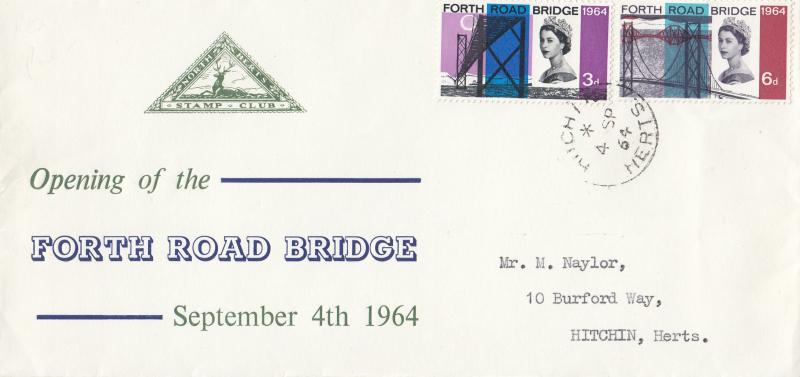 FORTH ROAD BRIDGE 1964
3d
FORTH ROAD BRIDGE 1964
6d
NORTH HERTS
STAMP · CLUB
HITCHIN HERTS
*
4 SP
64
Opening of the
FORTH ROAD BRIDGE
September 4th 1964
Mr. M. Naylor,
10 Burford Way,
HITCHIN, Herts.